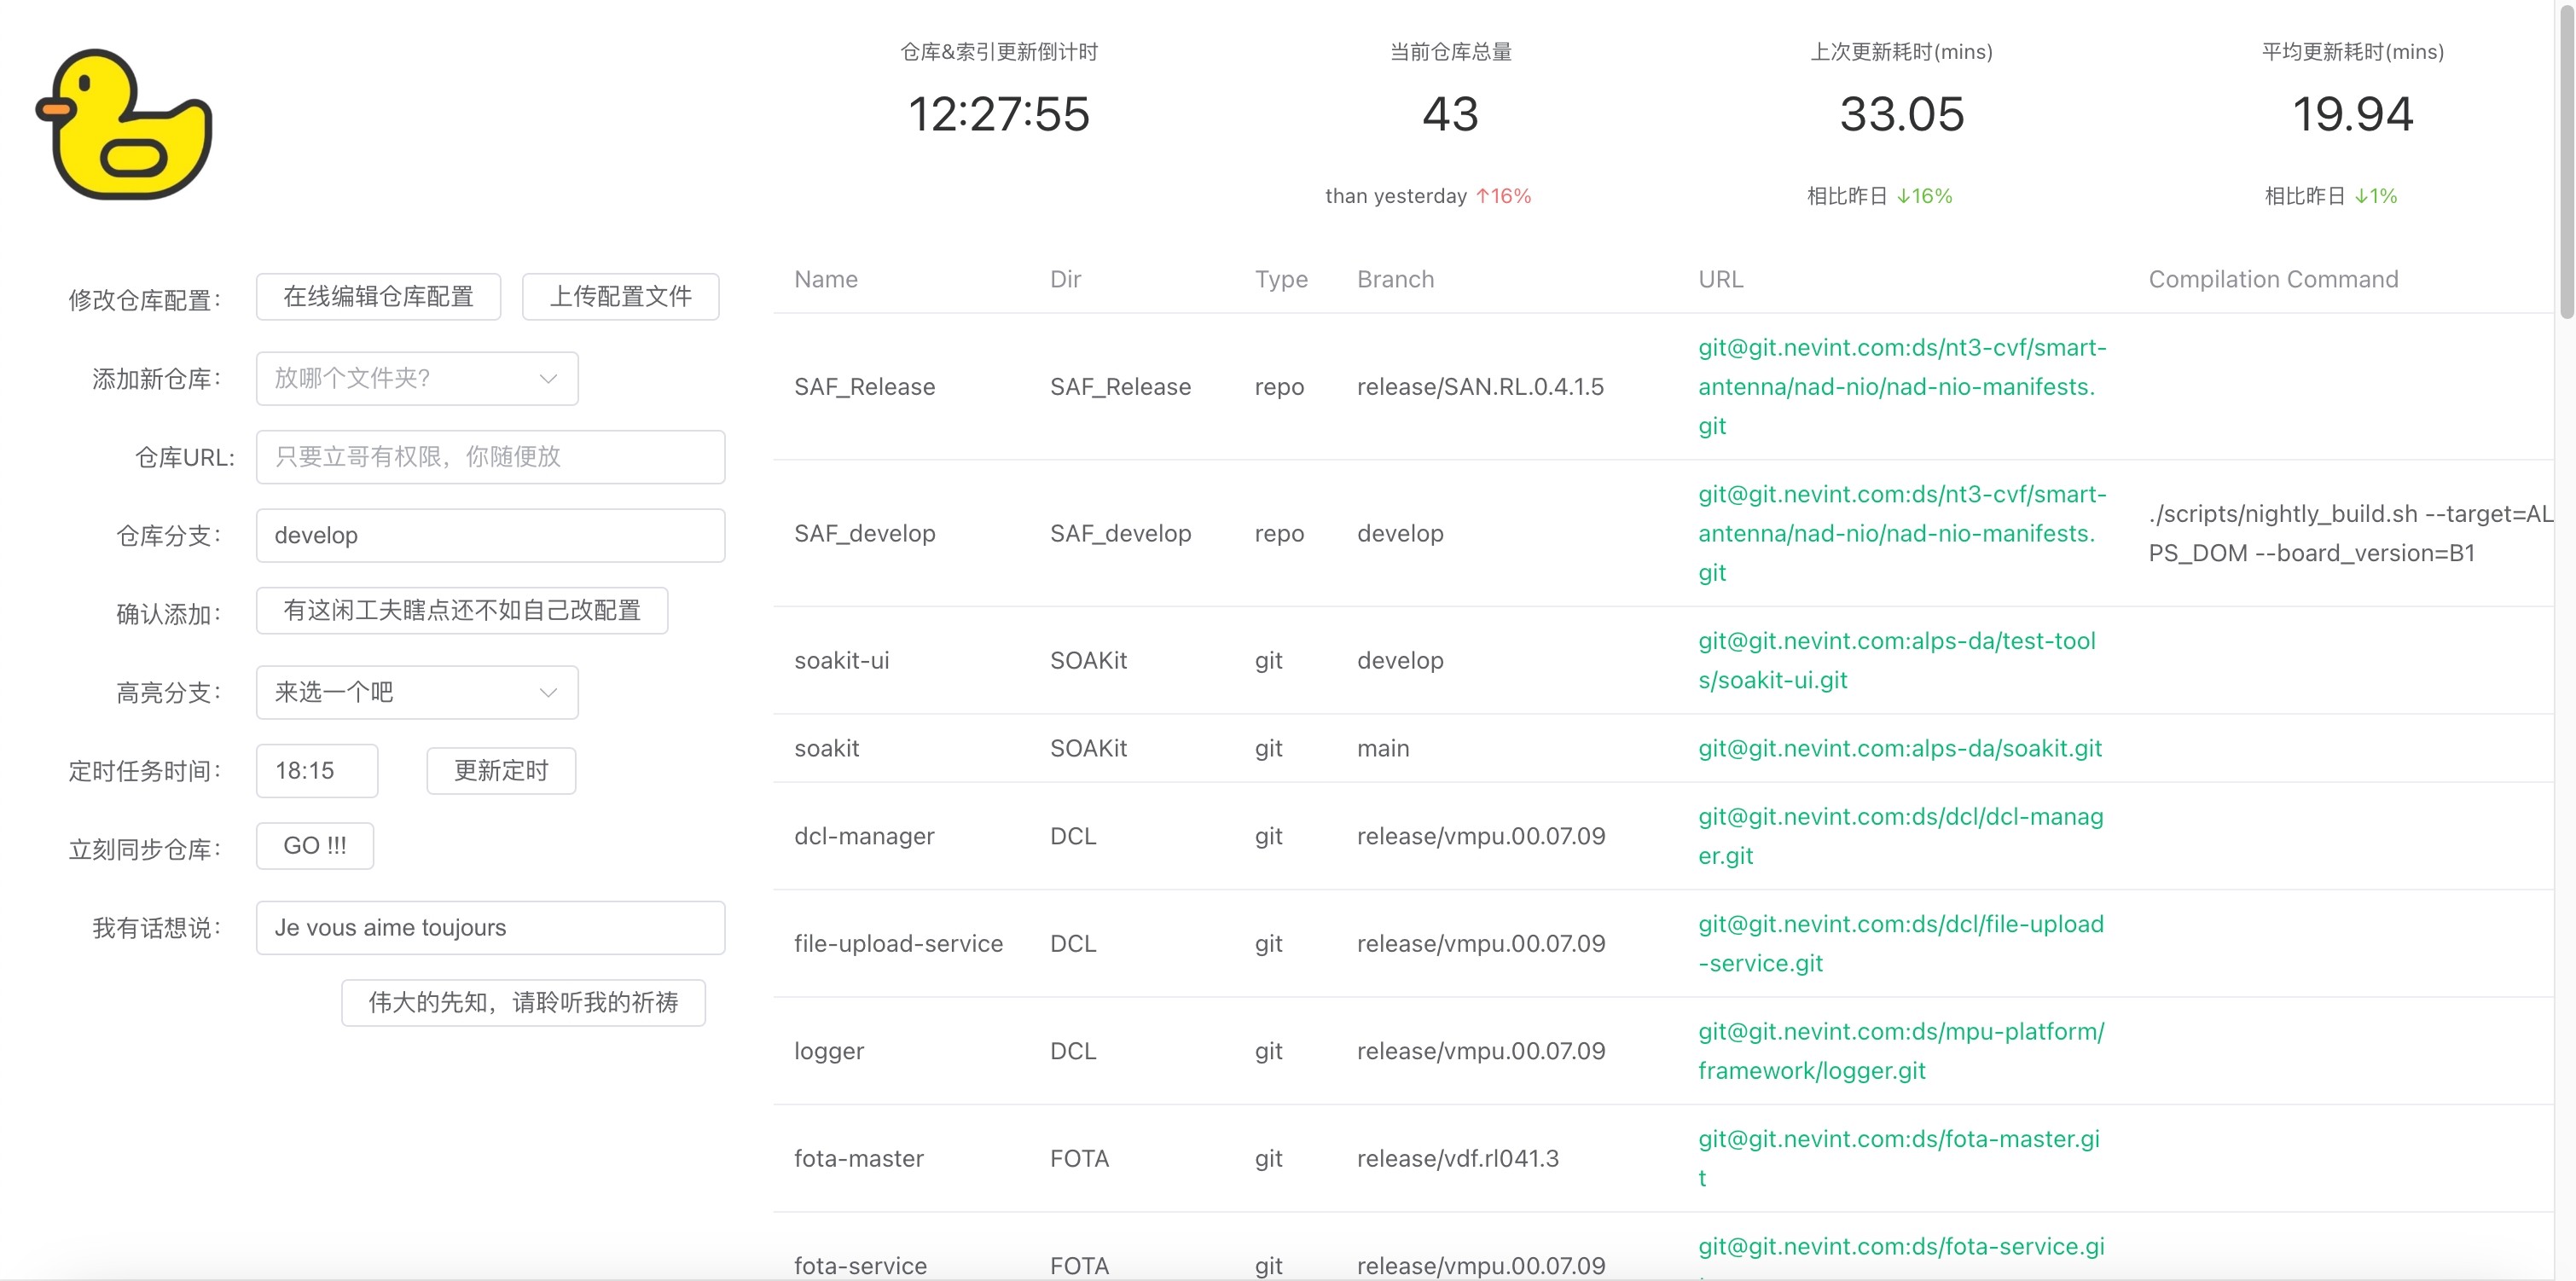 仓库&索引更新倒计时
12:27:55
当前仓库总量
43
than yesterday ↑16%
上次更新耗时(mins)
33.05
相比昨日 ↓16%
平均更新耗时(mins)
19.94
相比昨日 ↓1%
修改仓库配置： 在线编辑仓库配置 上传配置文件
添加新仓库： 放哪个文件夹?
仓库URL: 只要立哥有权限，你随便放
仓库分支： develop
确认添加： 有这闲工夫瞎点还不如自己改配置
高亮分支： 来选一个吧
定时任务时间： 18:15 更新定时
立刻同步仓库： GO !!!
我有话想说： Je vous aime toujours
伟大的先知，请聆听我的祈祷
Name Dir Type Branch URL Compilation Command
SAF_Release SAF_Release repo release/SAN.RL.0.4.1.5
git@git.nevint.com:ds/nt3-cvf/smart-
antenna/nad-nio/nad-nio-manifests.
git
SAF_develop SAF_develop repo develop
git@git.nevint.com:ds/nt3-cvf/smart-
antenna/nad-nio/nad-nio-manifests.
git
./scripts/nightly_build.sh --target=AL
PS_DOM --board_version=B1
soakit-ui SOAKit git develop
git@git.nevint.com:alps-da/test-tool
s/soakit-ui.git
soakit SOAKit git main git@git.nevint.com:alps-da/soakit.git
dcl-manager DCL git release/vmpu.00.07.09
git@git.nevint.com:ds/dcl/dcl-manag
er.git
file-upload-service DCL git release/vmpu.00.07.09
git@git.nevint.com:ds/dcl/file-upload
-service.git
logger DCL git release/vmpu.00.07.09
git@git.nevint.com:ds/mpu-platform/
framework/logger.git
fota-master FOTA git release/vdf.rl041.3
git@git.nevint.com:ds/fota-master.gi
t
fota-service FOTA git release/vmpu.00.07.09
git@git.nevint.com:ds/fota-service.gi